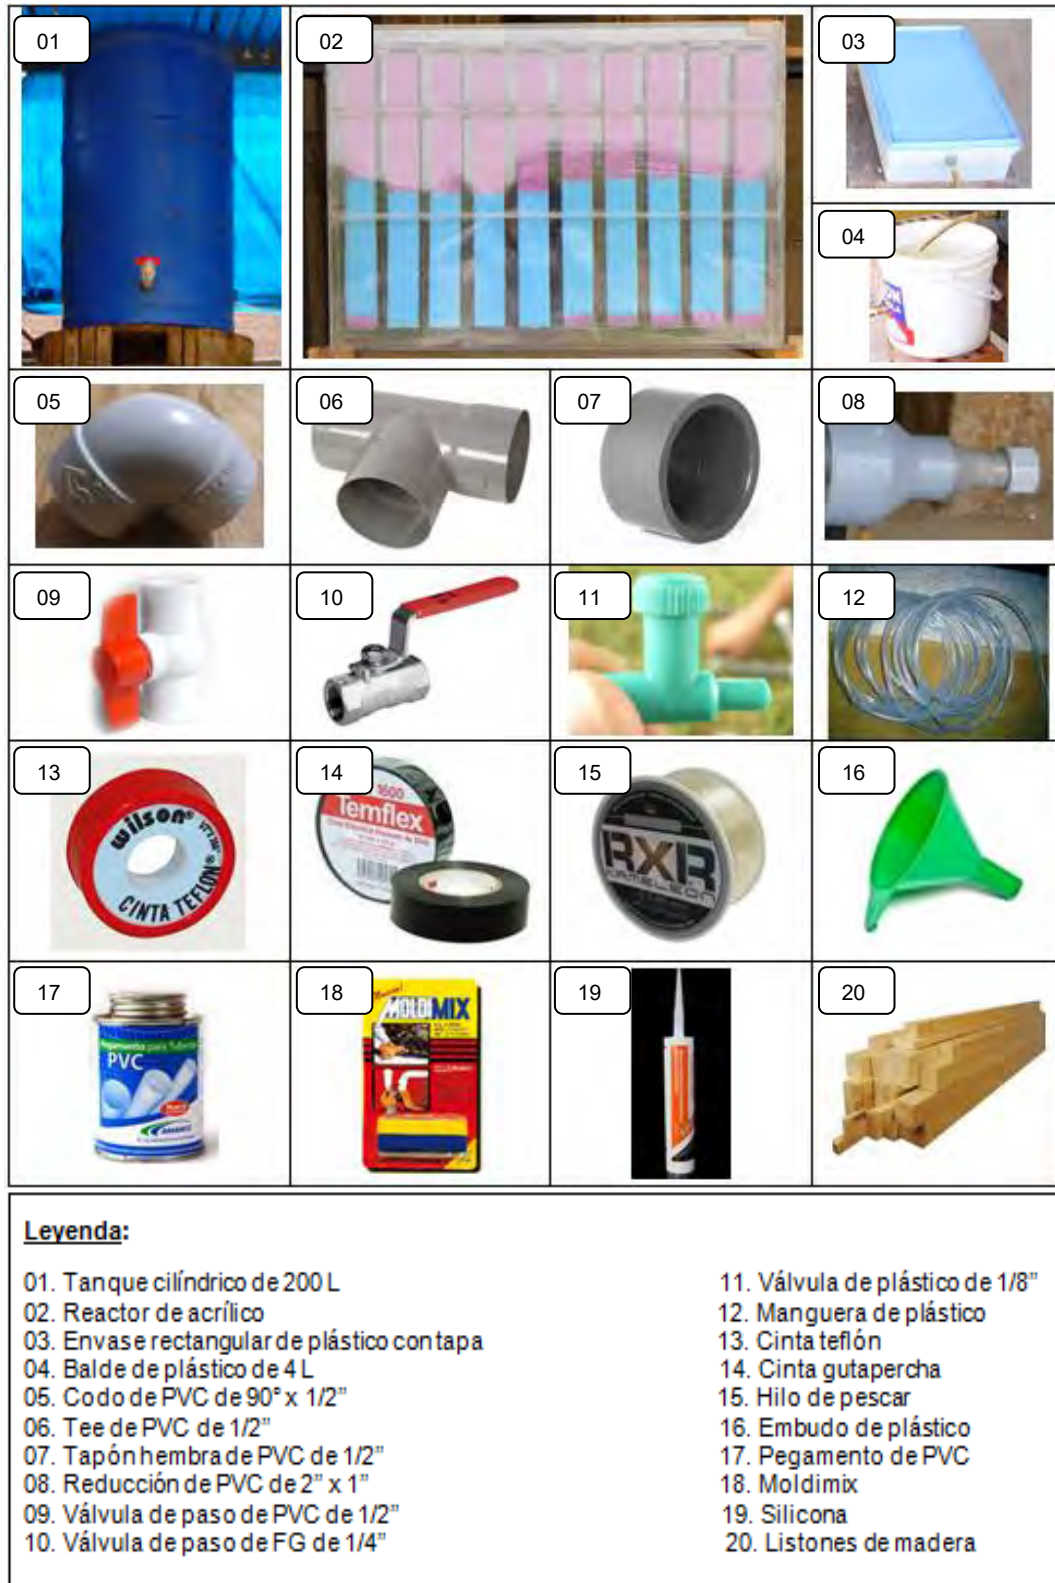 01
02
03
04
05
06
07
08
09
10
11
12
13
wilson®
CINTA TEFLON®
14
1600
Temflex
15
RXR
KAMELEON
16
17
Pegamento para Tuberías
PVC
18
MOLDIMIX
19
20
Leyenda:
01. Tanque cilíndrico de 200 L
02. Reactor de acrílico
03. Envase rectangular de plástico con tapa
04. Balde de plástico de 4 L
05. Codo de PVC de 90° x 1/2”
06. Tee de PVC de 1/2”
07. Tapón hembra de PVC de 1/2”
08. Reducción de PVC de 2” x 1”
09. Válvula de paso de PVC de 1/2”
10. Válvula de paso de FG de 1/4”
11. Válvula de plástico de 1/8”
12. Manguera de plástico
13. Cinta teflón
14. Cinta gutapercha
15. Hilo de pescar
16. Embudo de plástico
17. Pegamento de PVC
18. Moldimix
19. Silicona
20. Listones de madera